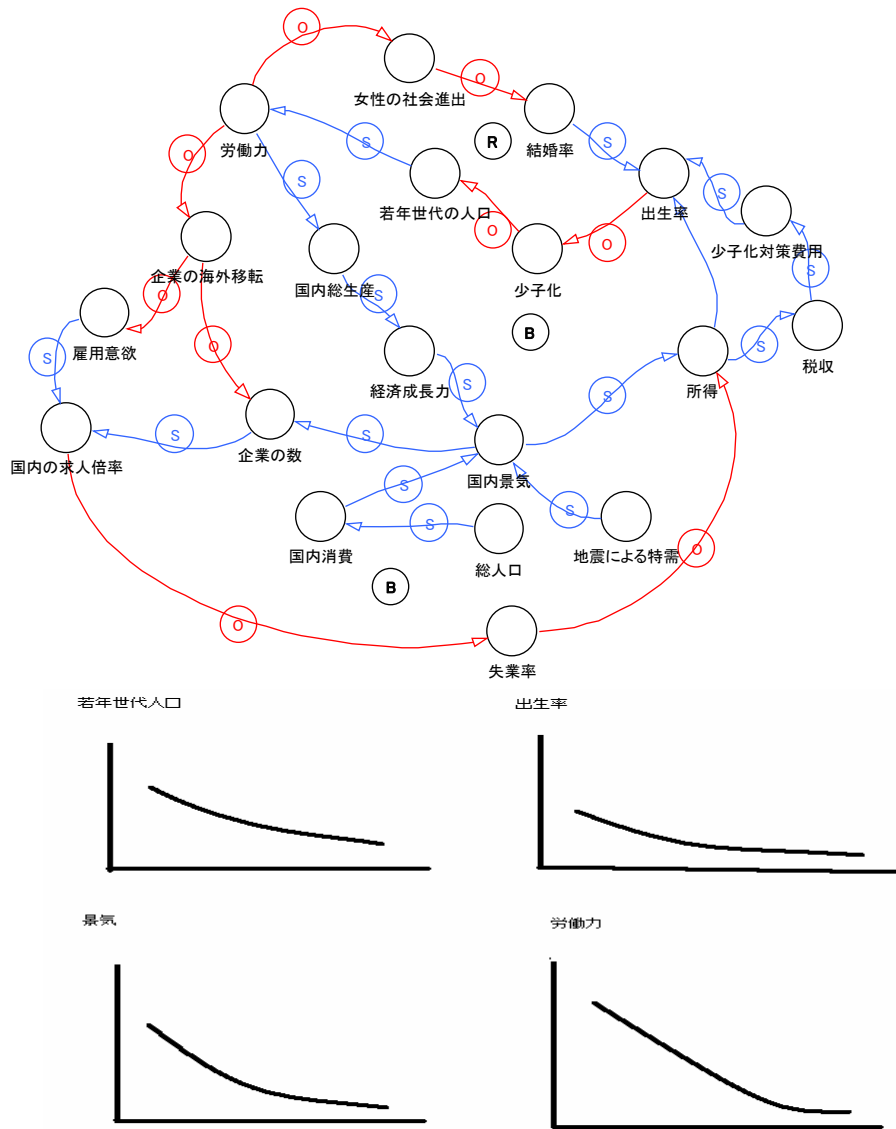 O
女性の社会進出
O
労働力
O
S
S
R
結婚率
S
若年世代の人口
O
出生率
S
少子化対策費用
企業の海外移転
国内総生産
少子化
O
S
O
S
雇用意欲
O
経済成長力
B
所得
税収
S
S
S
S
国内の求人倍率
S
企業の数
S
国内景気
S
国内消費
S
総人口
S
地震による特需
O
B
O
失業率
若年世代人口
出生率
景気
労働力